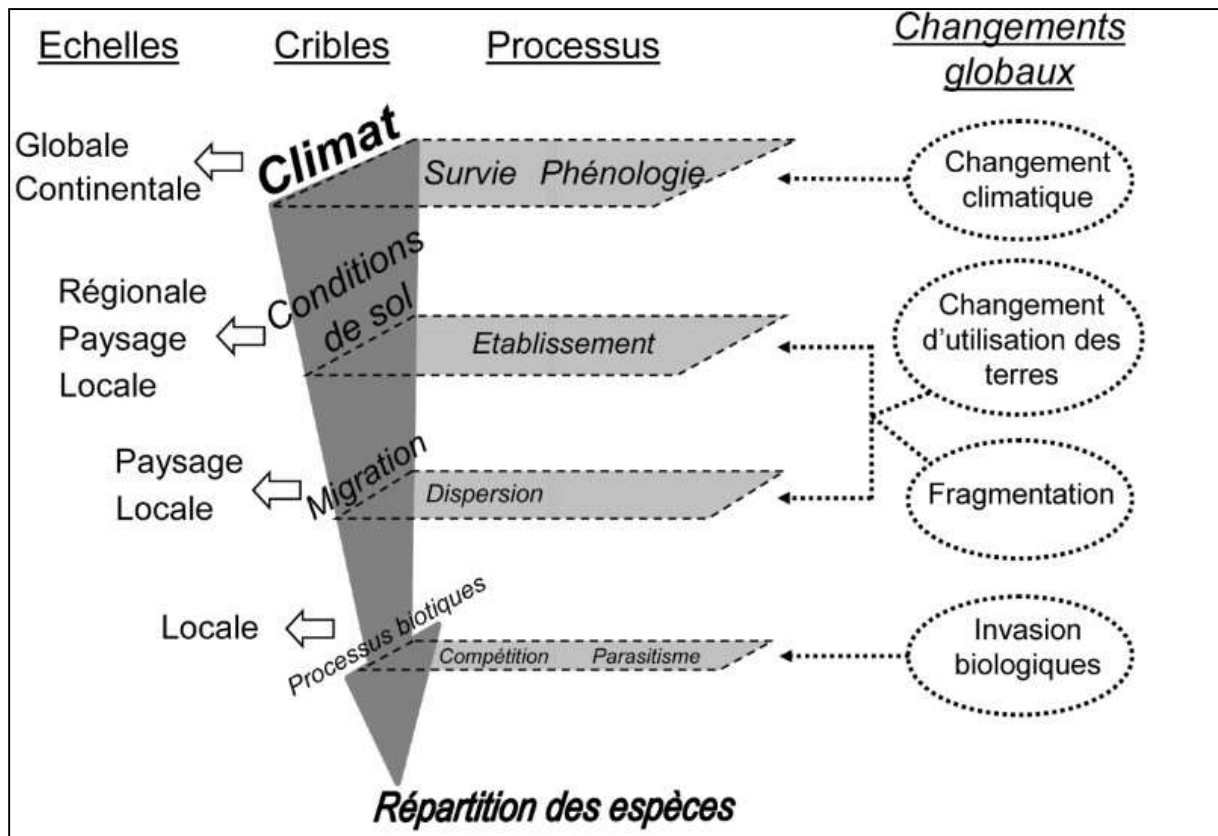 Echelles
Cribles
Processus
Changements
globaux
Globale
Continentale
Climat
Survie Phénologie
Changement
climatique
Régionale
Paysage
Locale
Conditions
de sol
Etablissement
Changement
d'utilisation des
terres
Paysage
Locale
Migration
Dispersion
Fragmentation
Locale
Processus biotiques
Compétition Parasitisme
Invasion
biologiques
Répartition des espèces